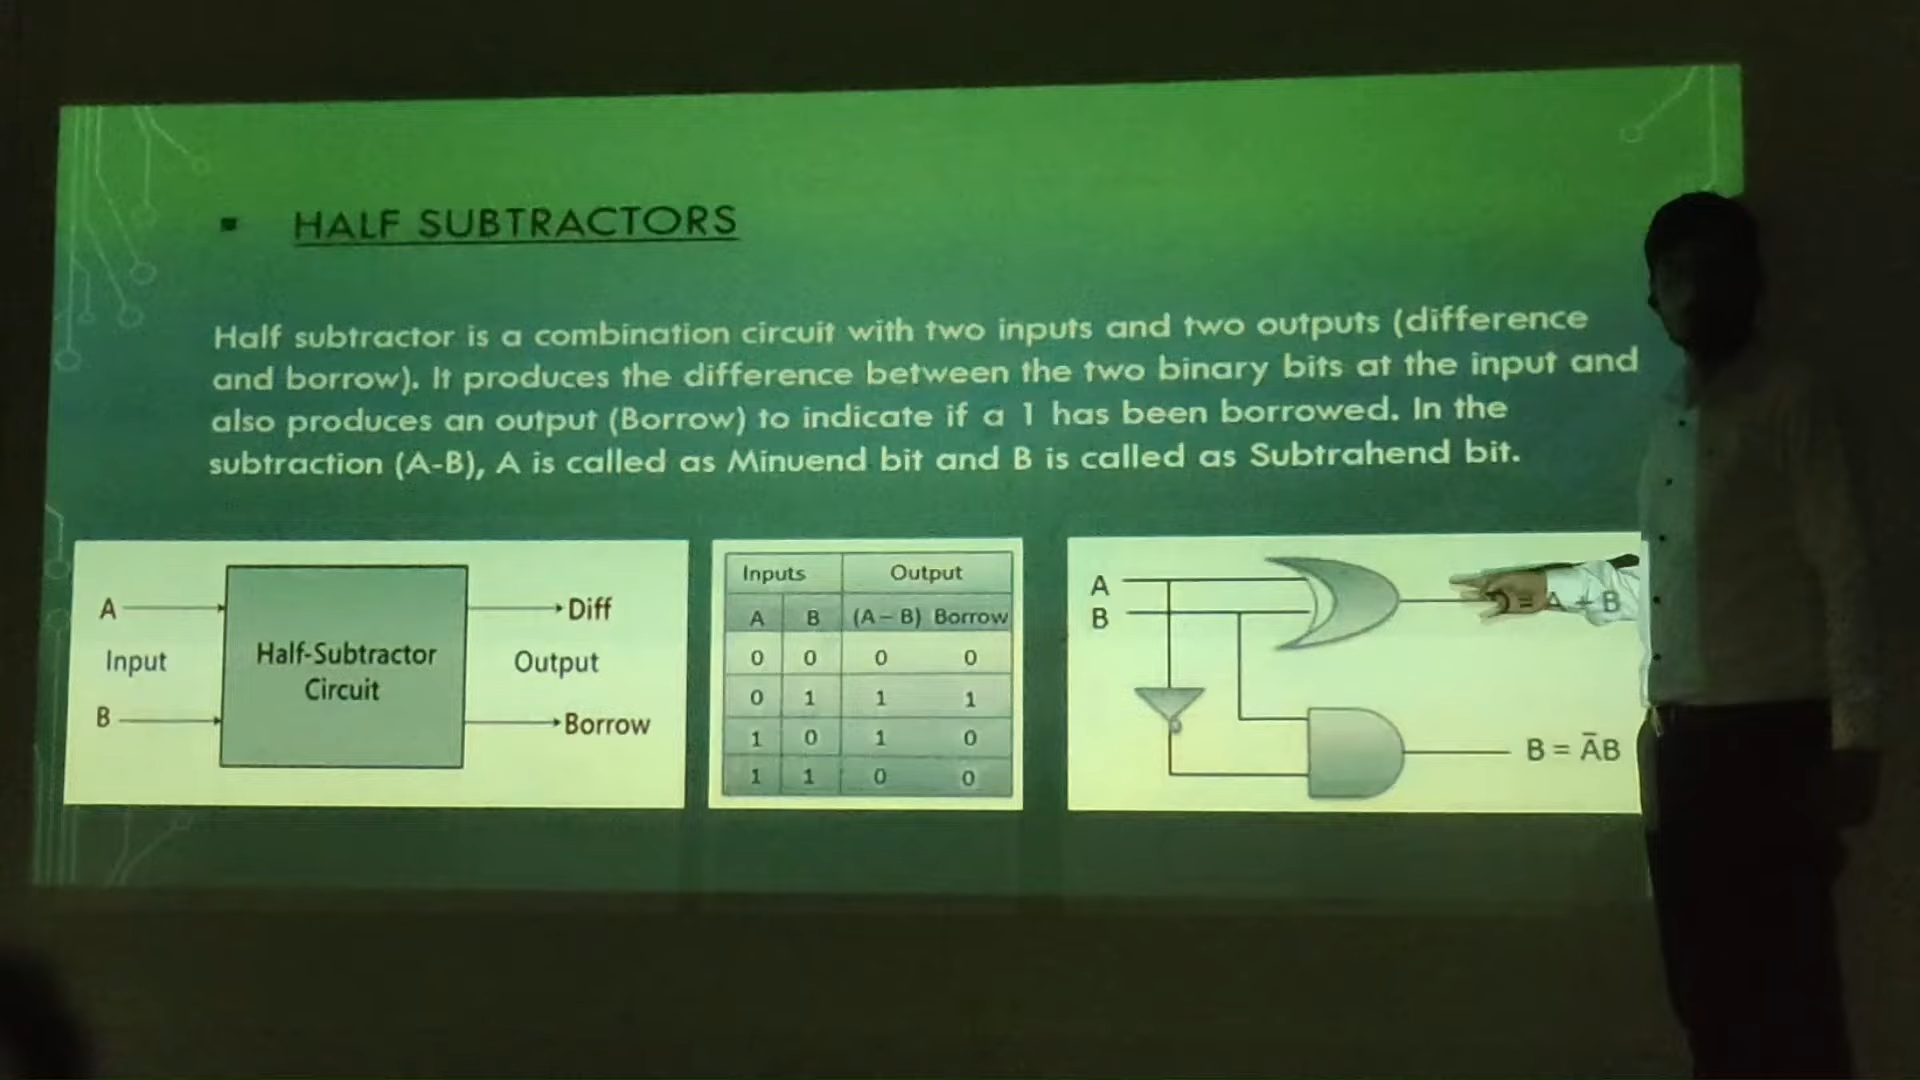 ▪ HALF SUBTRACTORS
Half subtractor is a combination circuit with two inputs and two outputs (difference
and borrow). It produces the difference between the two binary bits at the input and
also produces an output (Borrow) to indicate if a 1 has been borrowed. In the
subtraction (A-B), A is called as Minuend bit and B is called as Subtrahend bit.
A
Diff
Input
Half-Subtractor
Circuit
Output
B
Borrow
Inputs Output
A B (A – B) Borrow
0 0 0 0
0 1 1 1
1 0 1 0
1 1 0 0
A
B
= A B
B = A̅B